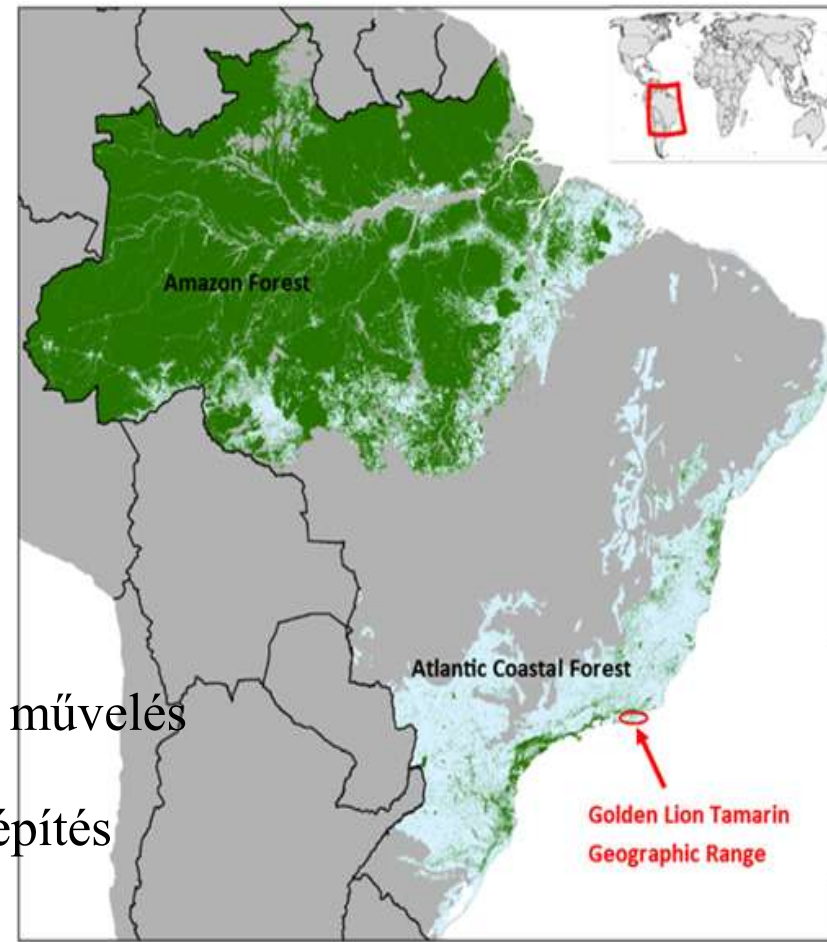 Amazon Forest
Atlantic Coastal Forest
művelés
építés
Golden Lion Tamarin
Geographic Range